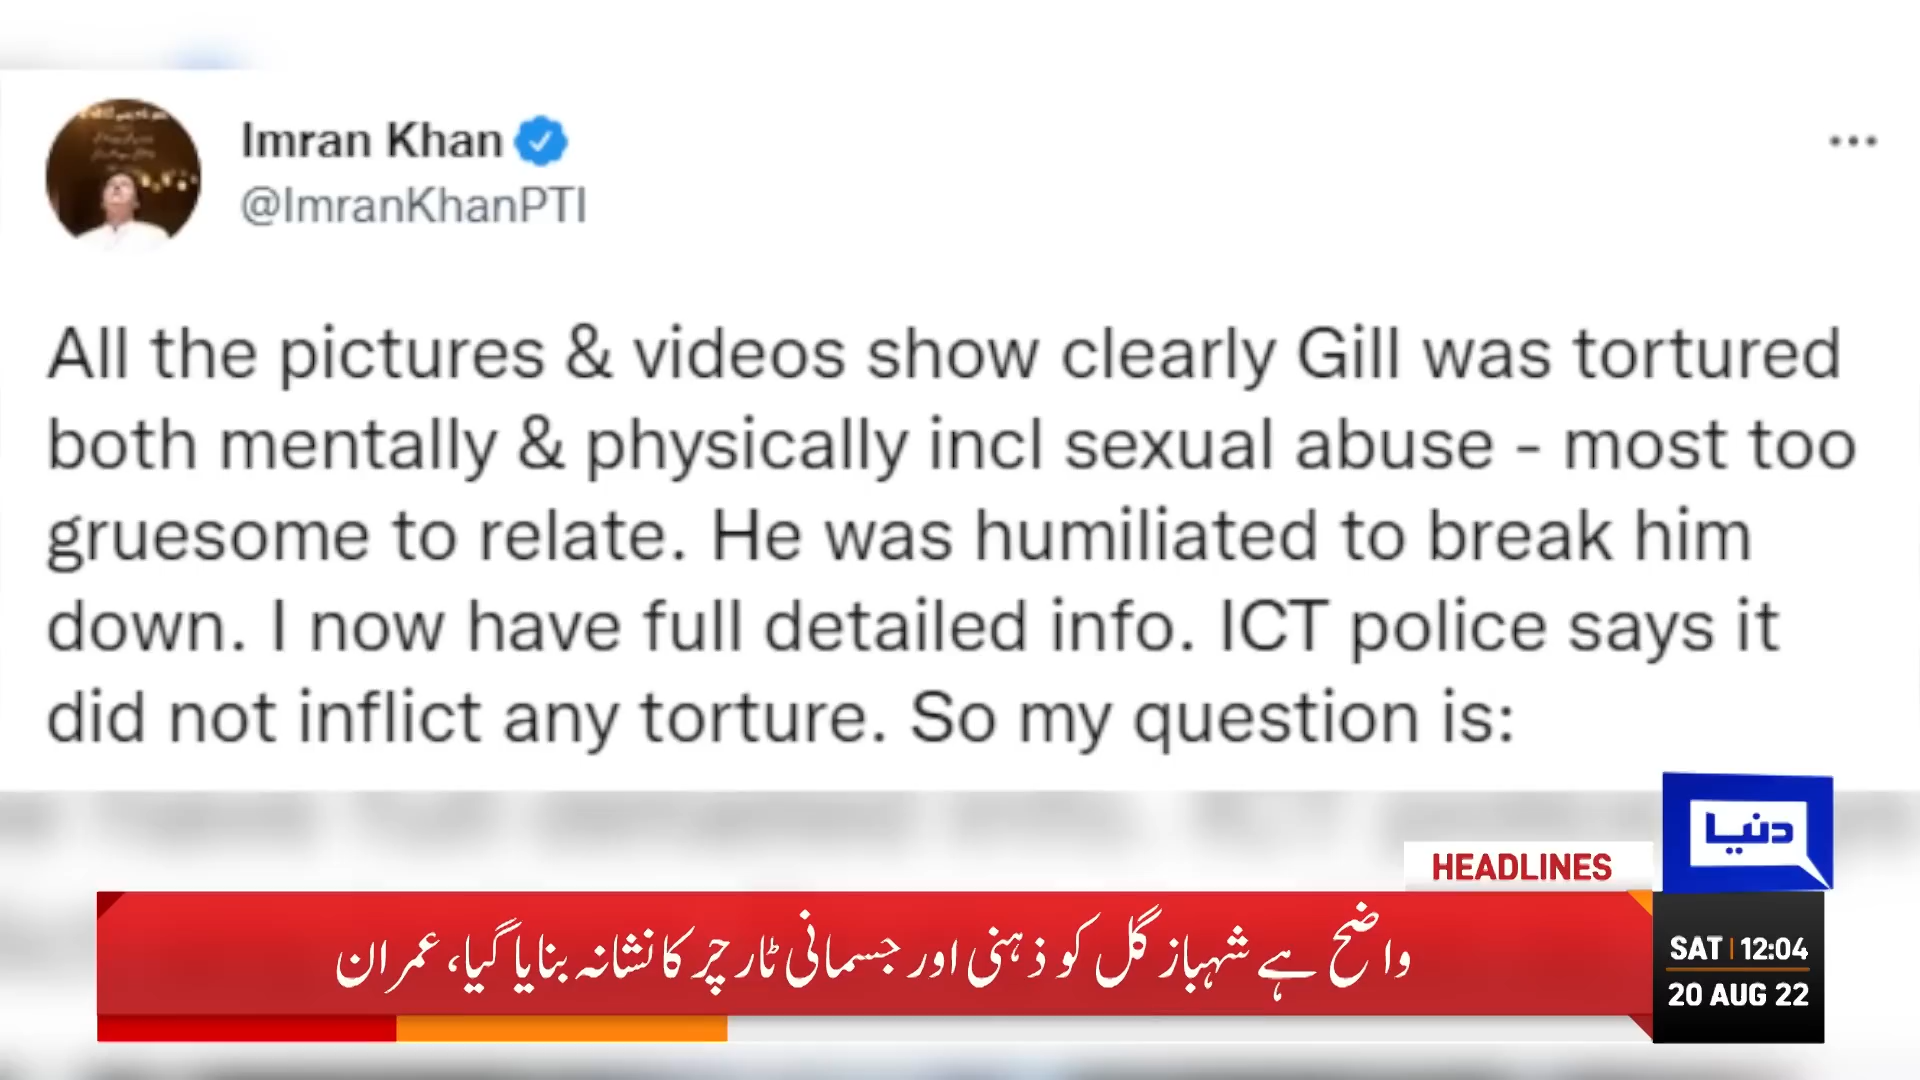 Imran Khan
@ImranKhanPTI
All the pictures & videos show clearly Gill was tortured
both mentally & physically incl sexual abuse - most too
gruesome to relate. He was humiliated to break him
down. I now have full detailed info. ICT police says it
did not inflict any torture. So my question is:
دنیا
HEADLINES
واضح ہے شہباز گل کو ذہنی اور جسمانی ٹارچر کا نشانہ بنایا گیا، عمران
SAT | 12:04
20 AUG 22